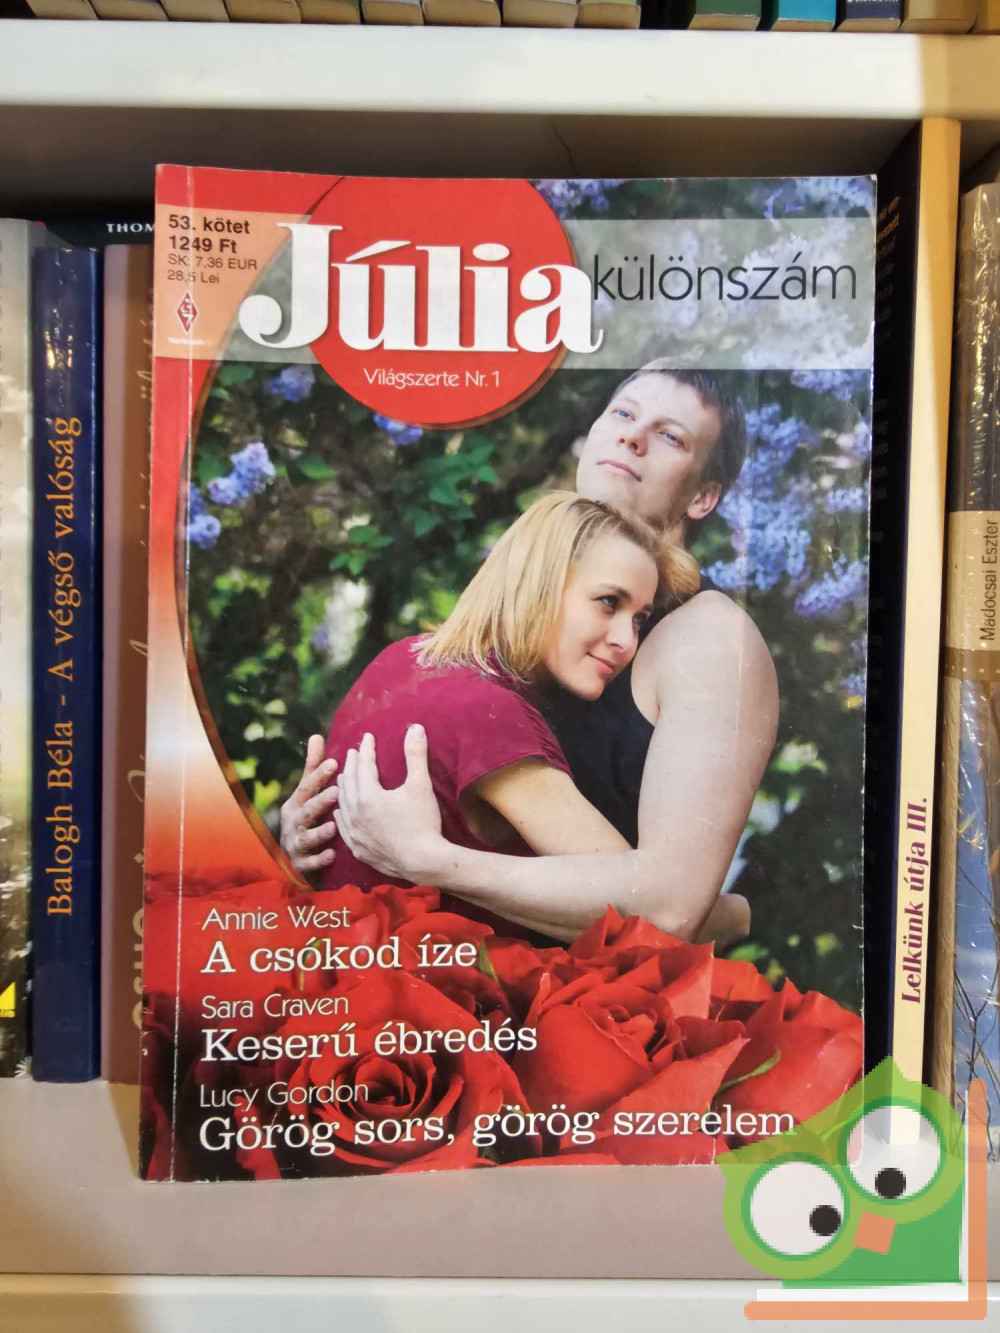 53. kötet
1249 Ft
SK: 7,36 EUR
28,5 Lei
Júlia
különszám
Világszerte Nr. 1
Annie West
A csókod íze
Sara Craven
Keserű ébredés
Lucy Gordon
Görög sors, görög szerelem
THOM
Balogh Béla - A végső valóság
Lelkünk útja III.
Madocsai Eszter